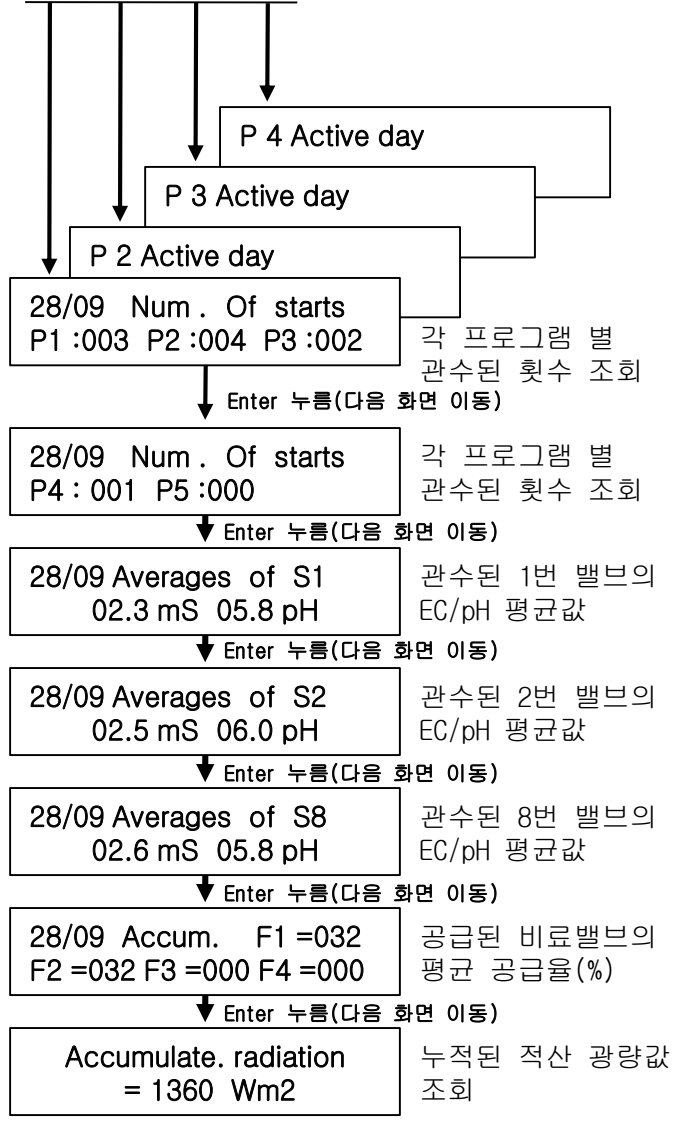 P 4 Active day
P 3 Active day
P 2 Active day
28/09 Num . Of starts
P1 :003 P2 :004 P3 :002
각 프로그램 별
관수된 횟수 조회
Enter 누름(다음 화면 이동)
28/09 Num . Of starts
P4 : 001 P5 :000
각 프로그램 별
관수된 횟수 조회
Enter 누름(다음 화면 이동)
28/09 Averages of S1
02.3 mS 05.8 pH
관수된 1번 밸브의
EC/pH 평균값
Enter 누름(다음 화면 이동)
28/09 Averages of S2
02.5 mS 06.0 pH
관수된 2번 밸브의
EC/pH 평균값
Enter 누름(다음 화면 이동)
28/09 Averages of S8
02.6 mS 05.8 pH
관수된 8번 밸브의
EC/pH 평균값
Enter 누름(다음 화면 이동)
28/09 Accum. F1 =032
F2 =032 F3 =000 F4 =000
공급된 비료밸브의
평균 공급율(%)
Enter 누름(다음 화면 이동)
Accumulate. radiation
= 1360 Wm2
누적된 적산 광량값
조회